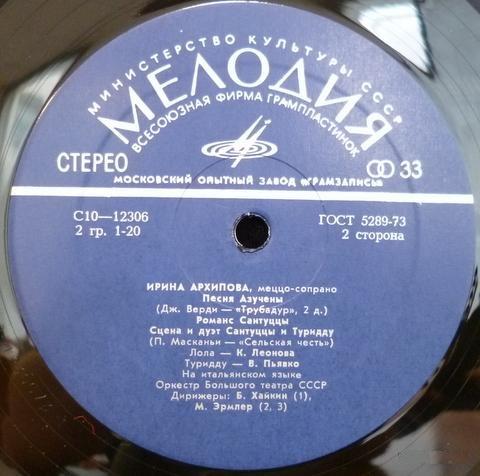 МИНИСТЕРСТВО КУЛЬТУРЫ СССР
МЕЛОДИЯ
ВСЕСОЮЗНАЯ ФИРМА ГРАМПЛАСТИНОК
СТЕРЕО
33
МОСКОВСКИЙ ОПЫТНЫЙ ЗАВОД «ГРАМЗАПИСЬ»
С10—12306
ГОСТ 5289-73
2 гр. 1-20
2 сторона
ИРИНА АРХИПОВА, меццо-сопрано
Песня Азучены
(Дж. Верди — «Трубадур», 2 д.)
Романс Сантуццы
Сцена и дуэт Сантуццы и Туридду
(П. Масканьи — «Сельская честь»)
Лола — К. Леонова
Туридду — В. Пьявко
На итальянском языке
Оркестр Большого театра СССР
Дирижеры: Б. Хайкин (1),
М. Эрмлер (2, 3)